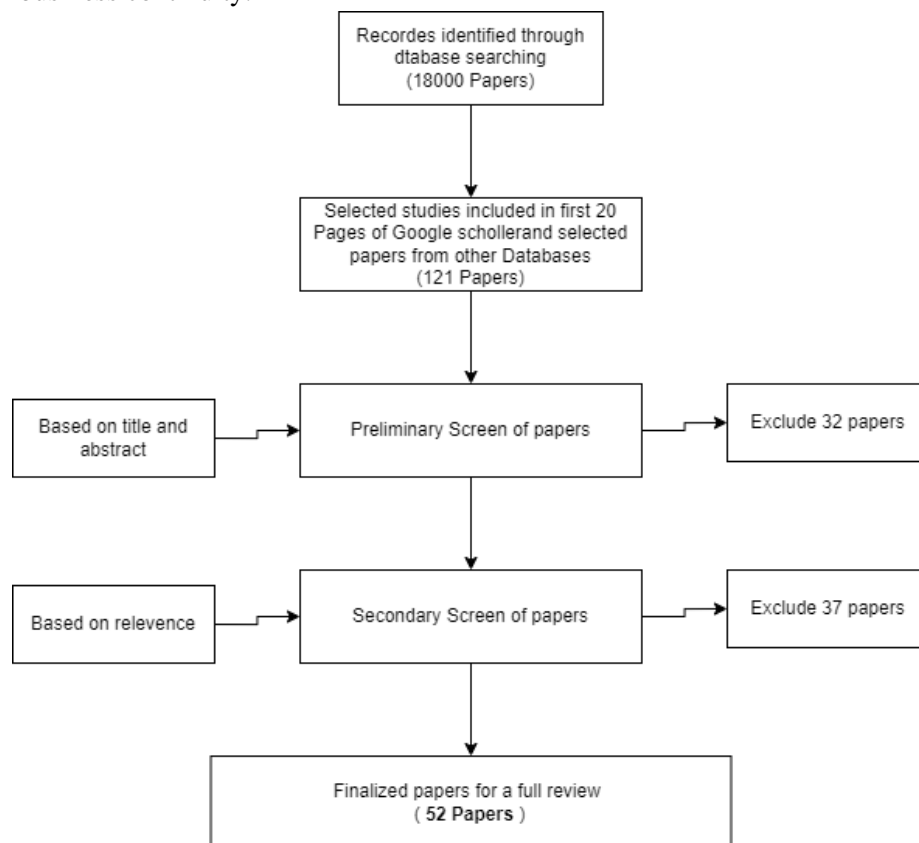 business continuity.
Recordes identified through
dtabase searching
(18000 Papers)
Selected studies included in first 20
Pages of Google schollerand selected
papers from other Databases
(121 Papers)
Based on title and
abstract
Preliminary Screen of papers
Exclude 32 papers
Based on relevence
Secondary Screen of papers
Exclude 37 papers
Finalized papers for a full review
( 52 Papers )